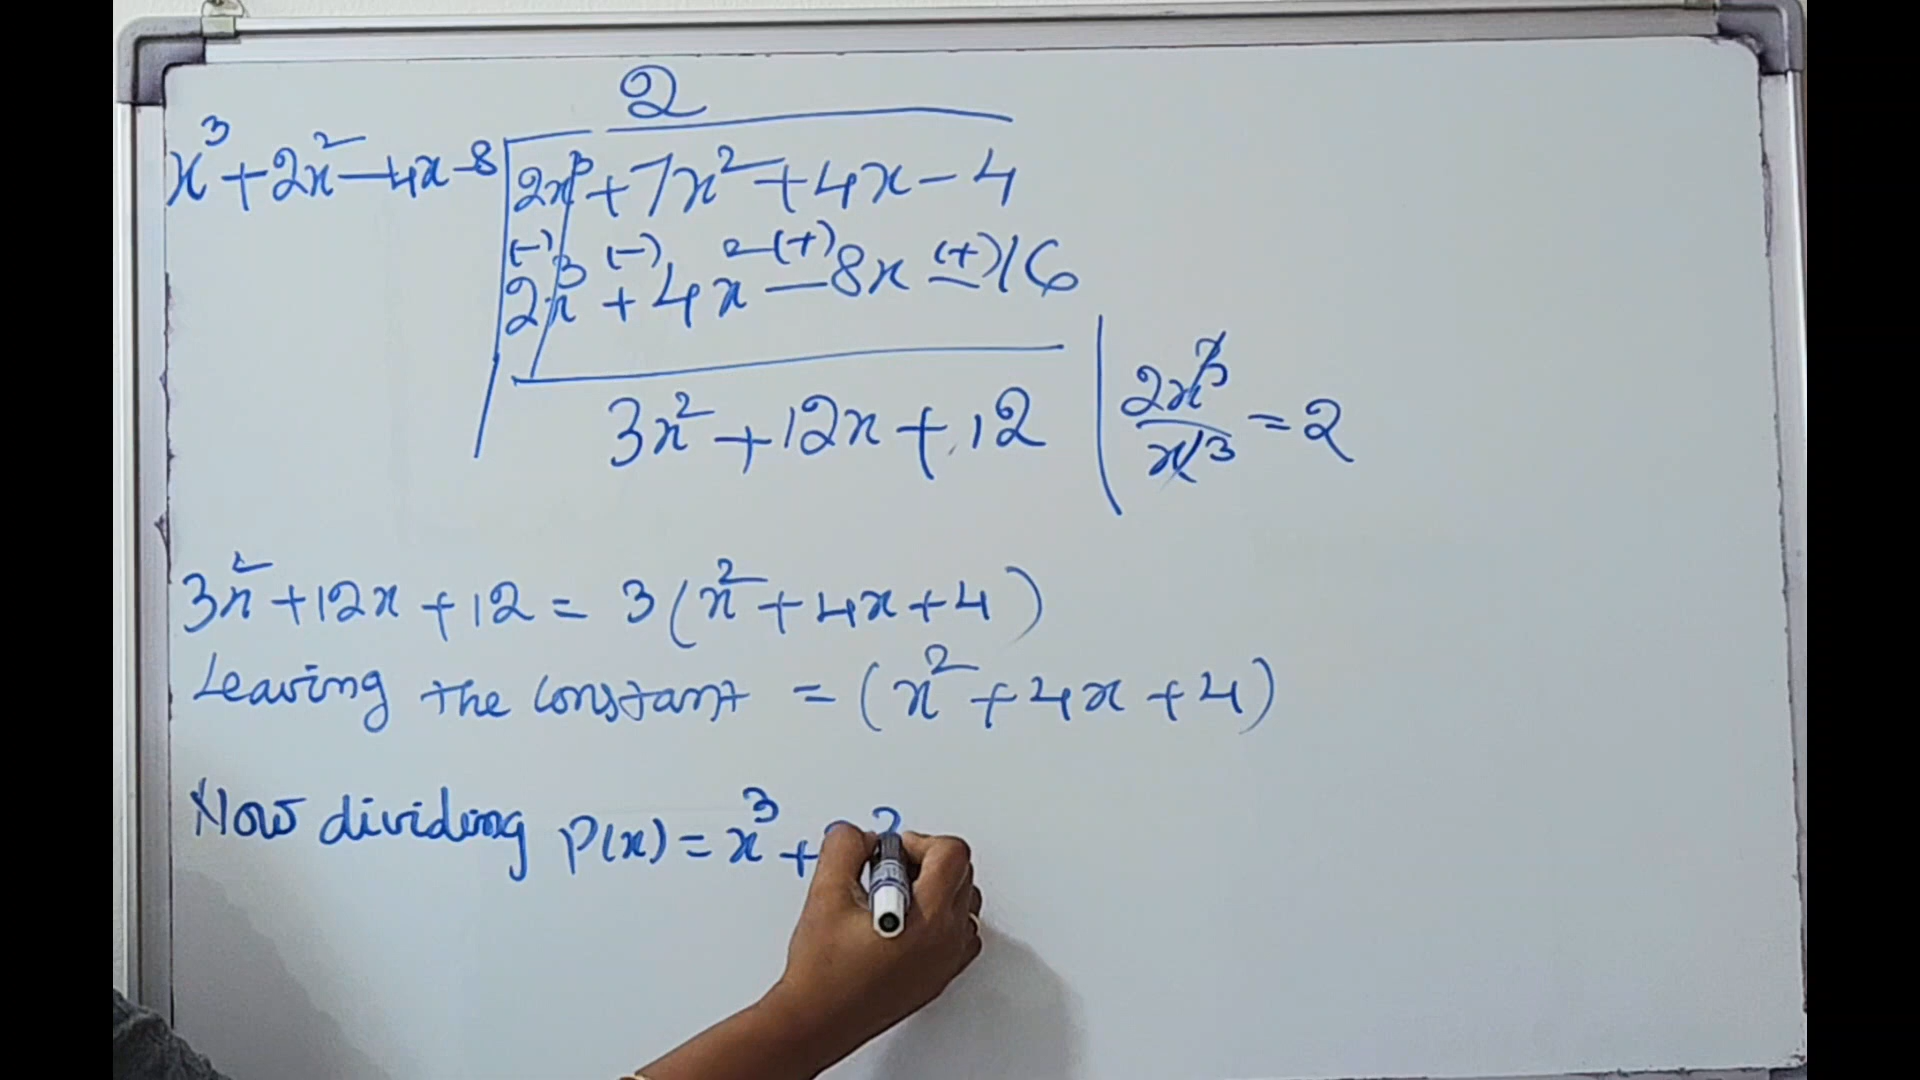 2
x³+2x²-4x-8 2x³+7x²+4x-4
(-) (-) (+) (+)
2x³+4x²-8x-16
3x²+12x+12
2x³/x³=2
3x²+12x+12=3(x²+4x+4)
Leaving the constant =(x²+4x+4)
Now dividing P(x)=x³+